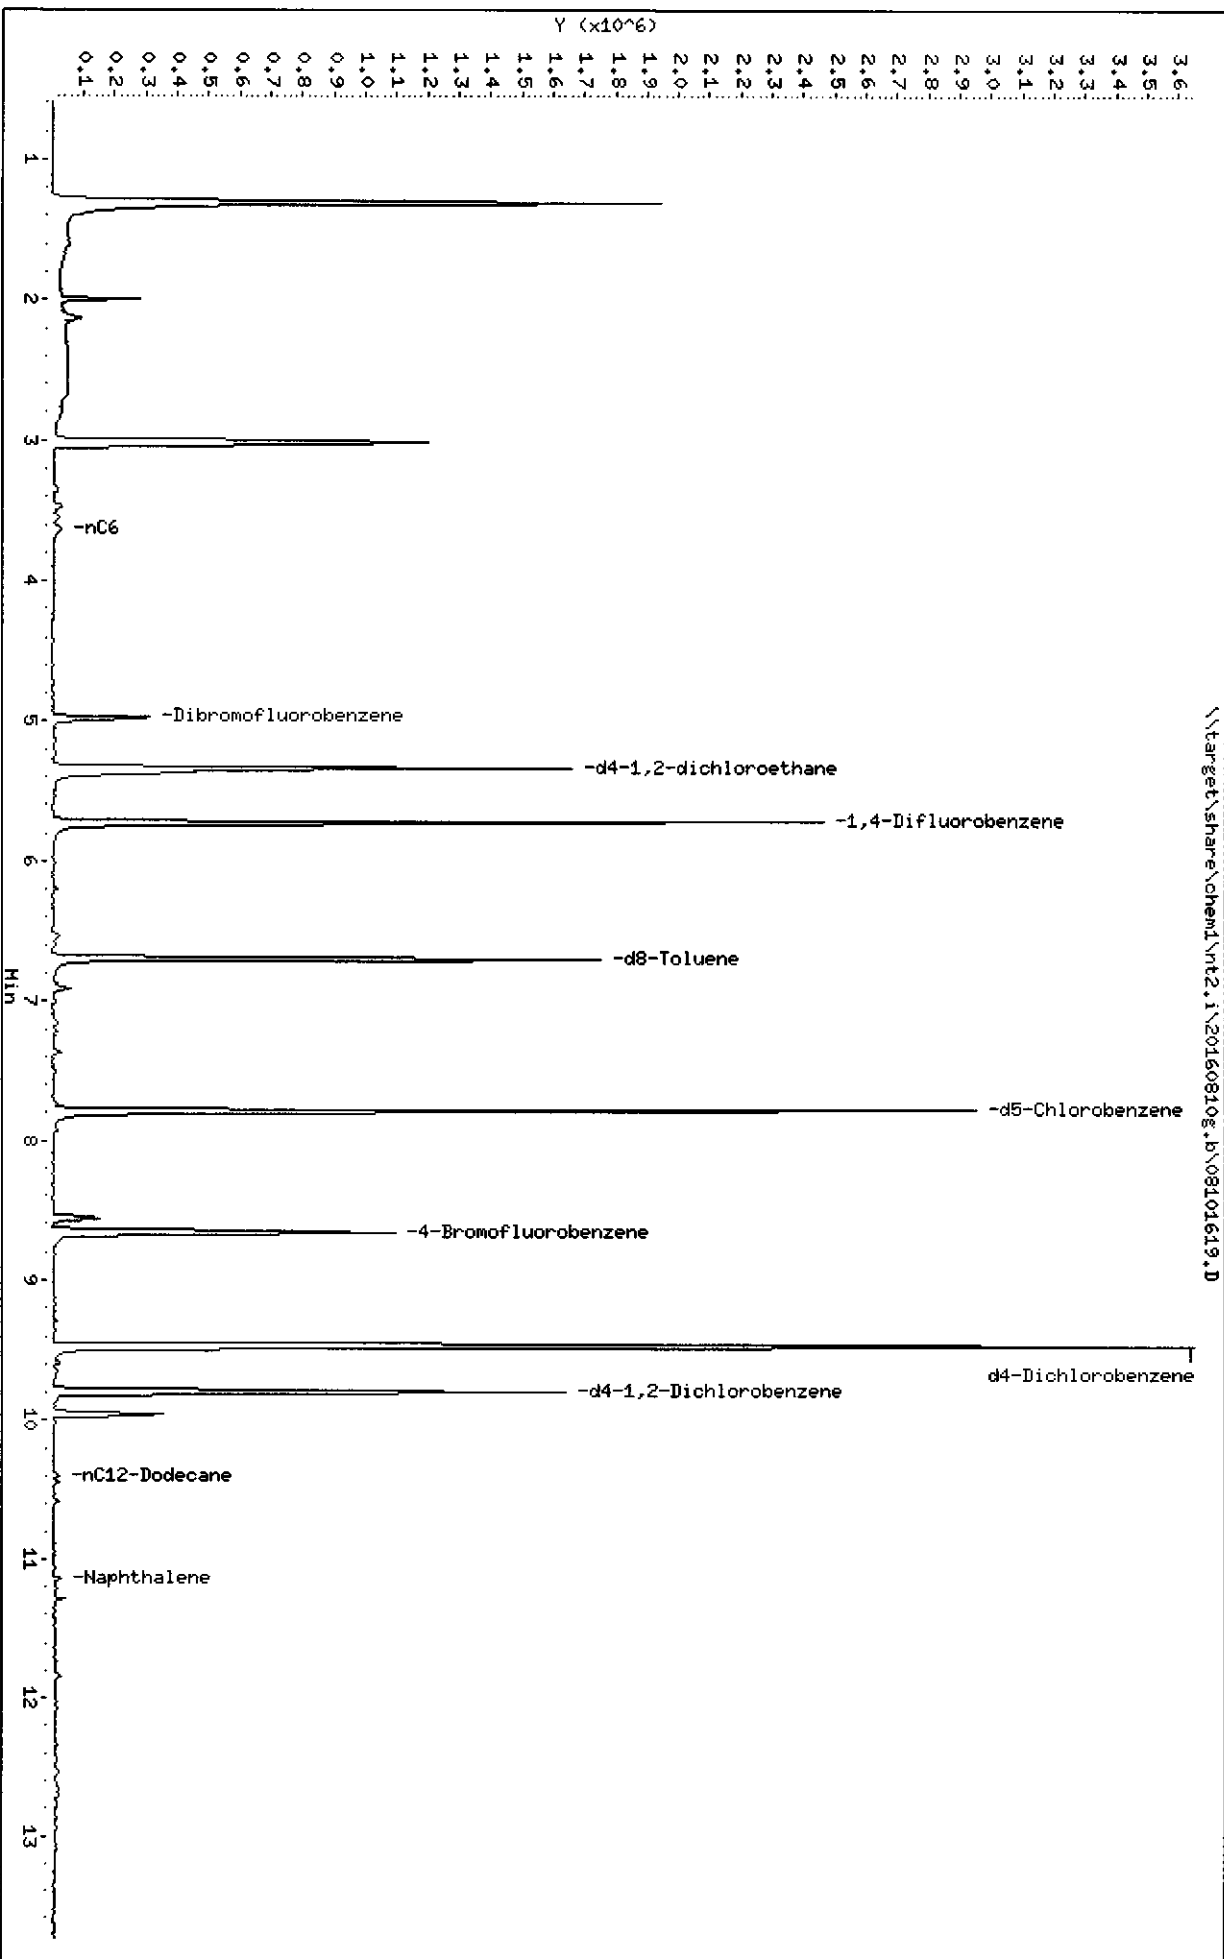 \\target\share\chem1\nt2.i\20160810g.b\08101619.D
Y (x10^6)
3.6
3.5
3.4
3.3
3.2
3.1
3.0
2.9
2.8
2.7
2.6
2.5
2.4
2.3
2.2
2.1
2.0
1.9
1.8
1.7
1.6
1.5
1.4
1.3
1.2
1.1
1.0
0.9
0.8
0.7
0.6
0.5
0.4
0.3
0.2
0.1
-nC6
-Dibromofluorobenzene
-d4-1,2-dichloroethane
-1,4-Difluorobenzene
-d8-Toluene
-d5-Chlorobenzene
-4-Bromofluorobenzene
d4-Dichlorobenzene
-d4-1,2-Dichlorobenzene
-nC12-Dodecane
-Naphthalene
1 2 3 4 5 6 7 8 9 10 11 12 13
Min